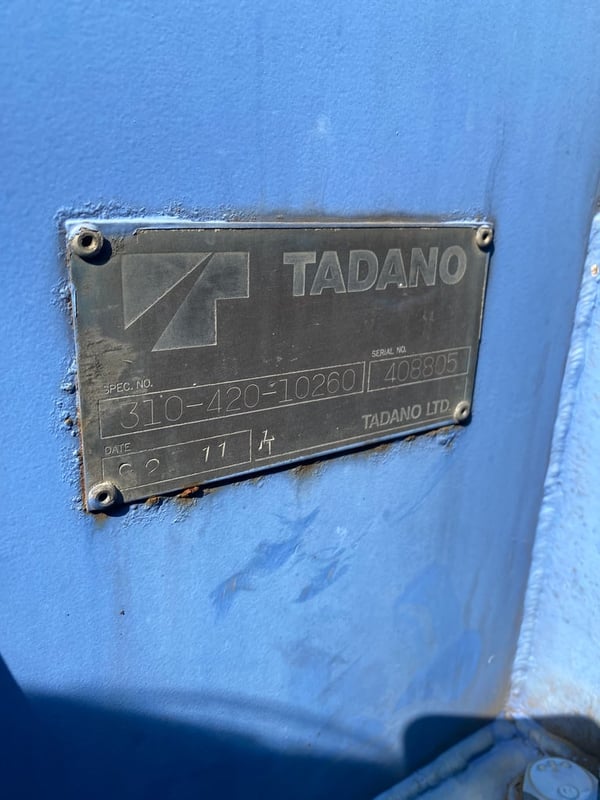 TADANO
SPEC. NO.
310-420-10260
SERIAL NO.
408805
DATE
11
TADANO LTD.